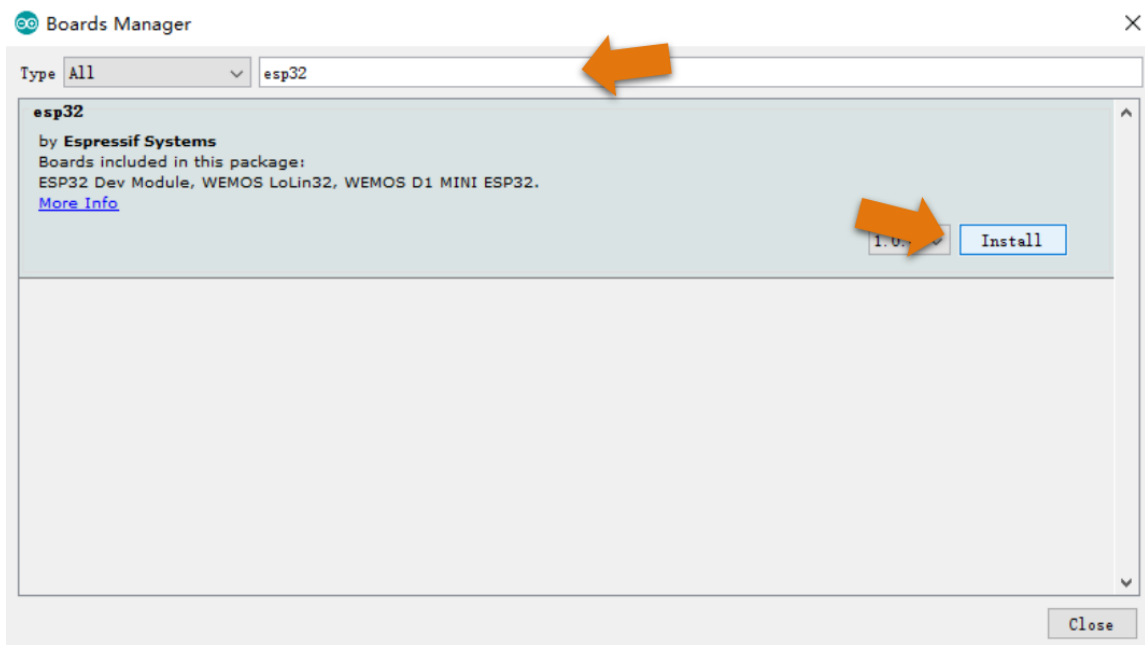 Boards Manager
Type All esp32
esp32
by Espressif Systems
Boards included in this package:
ESP32 Dev Module, WEMOS LoLin32, WEMOS D1 MINI ESP32.
More Info
Install
Close